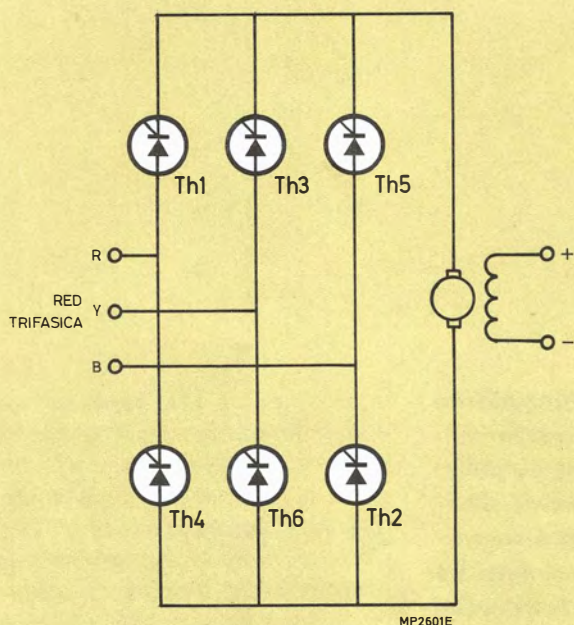 Th1 Th3 Th5
R
RED
TRIFASICA
Y
B
+
−
Th4 Th6 Th2
MP2601E